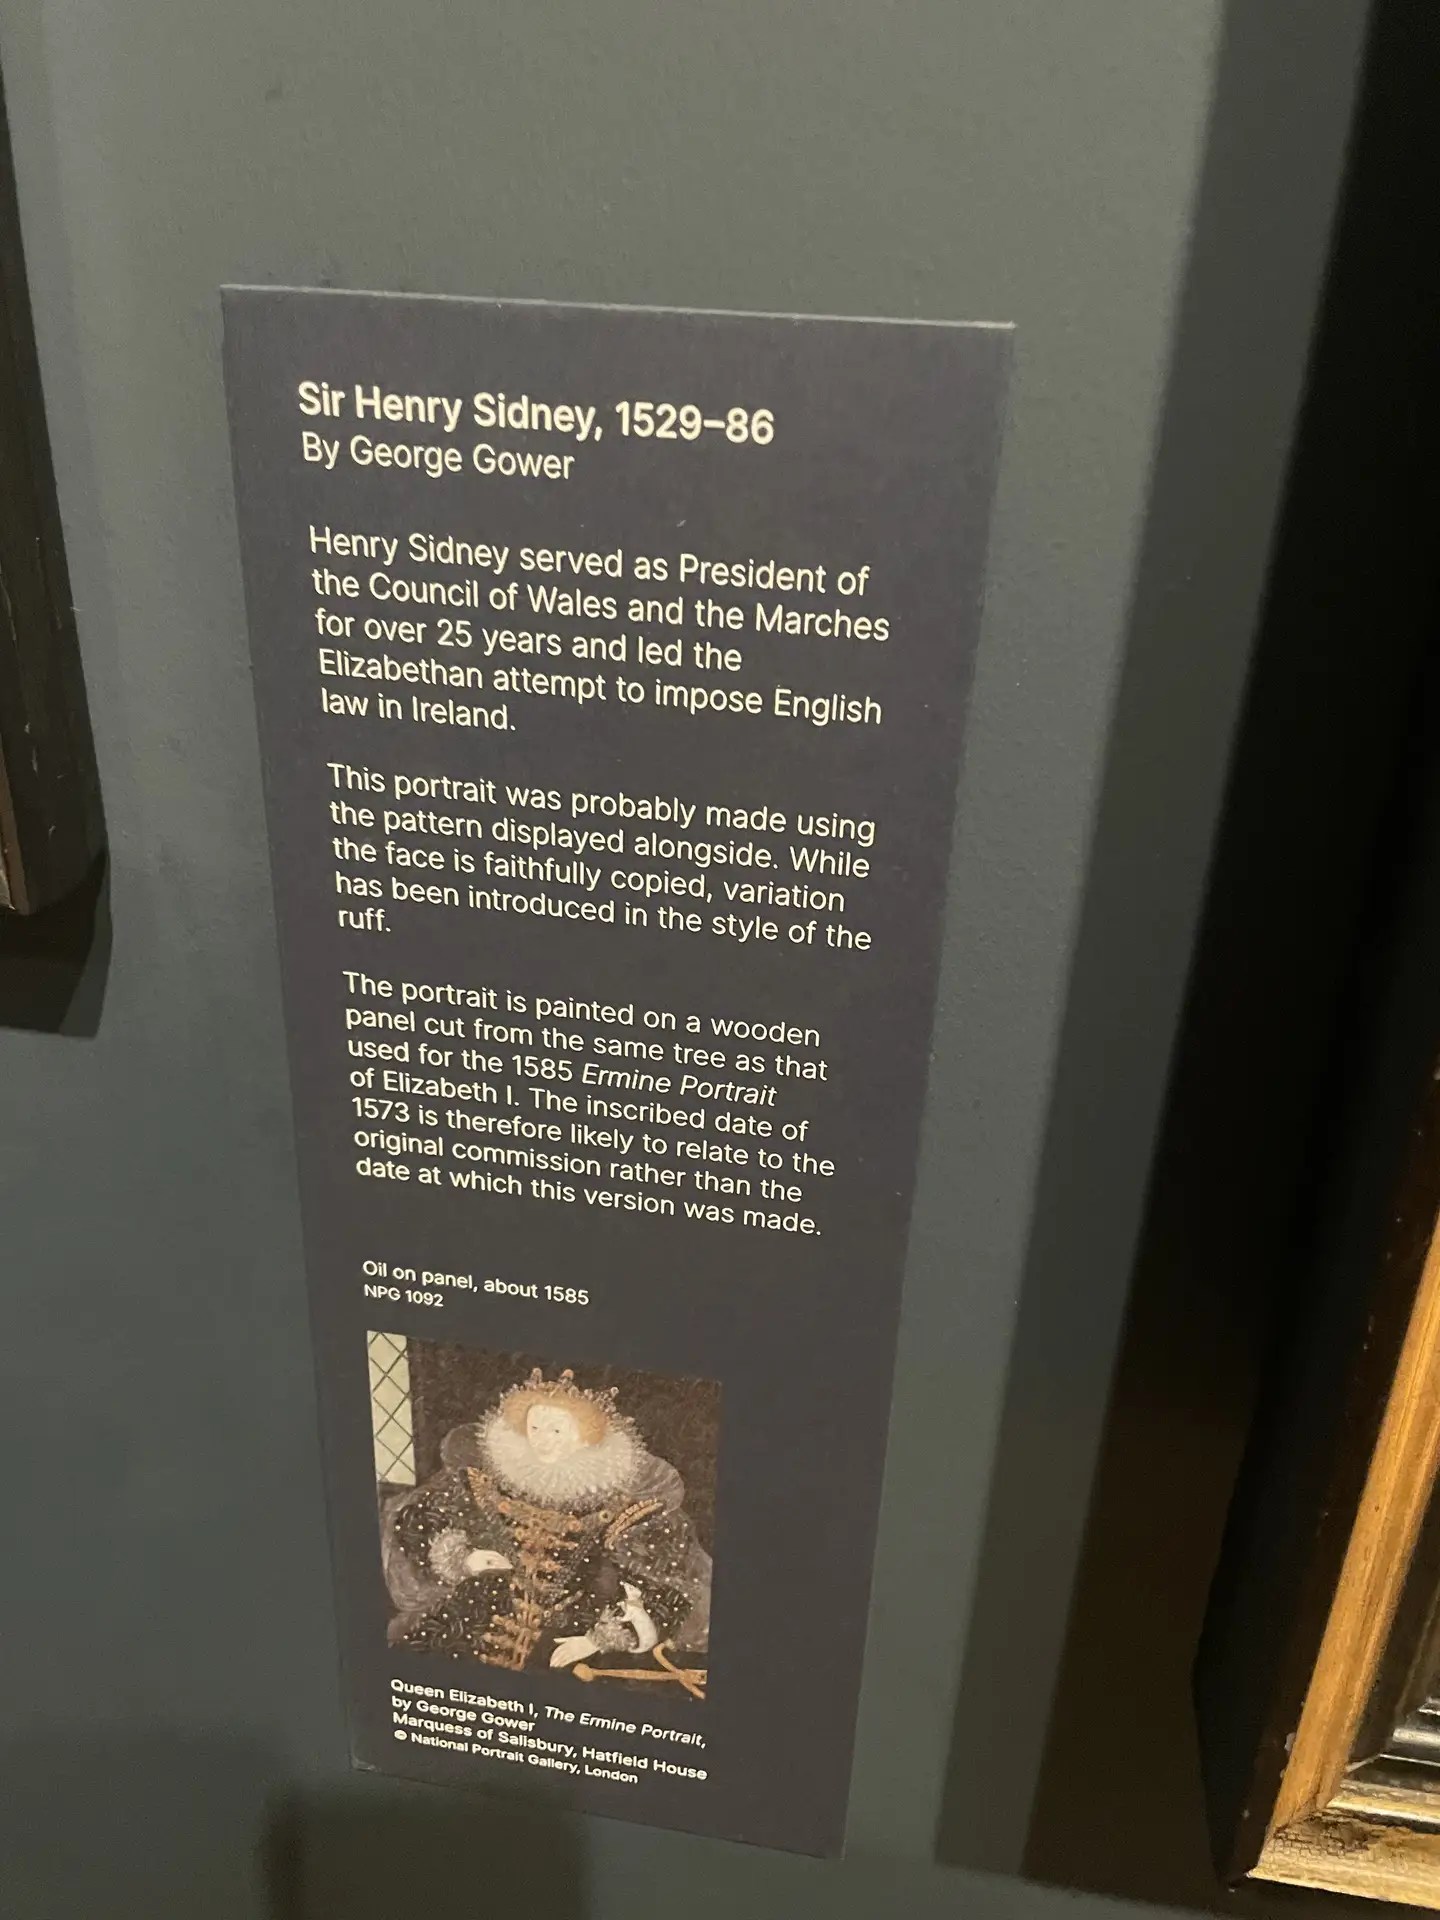 Sir Henry Sidney, 1529–86
By George Gower
Henry Sidney served as President of
the Council of Wales and the Marches
for over 25 years and led the
Elizabethan attempt to impose English
law in Ireland.
This portrait was probably made using
the pattern displayed alongside. While
the face is faithfully copied, variation
has been introduced in the style of the
ruff.
The portrait is painted on a wooden
panel cut from the same tree as that
used for the 1585 Ermine Portrait
of Elizabeth I. The inscribed date of
1573 is therefore likely to relate to the
original commission rather than the
date at which this version was made.
Oil on panel, about 1585
NPG 1092
Queen Elizabeth I, The Ermine Portrait,
by George Gower
Marquess of Salisbury, Hatfield House
© National Portrait Gallery, London